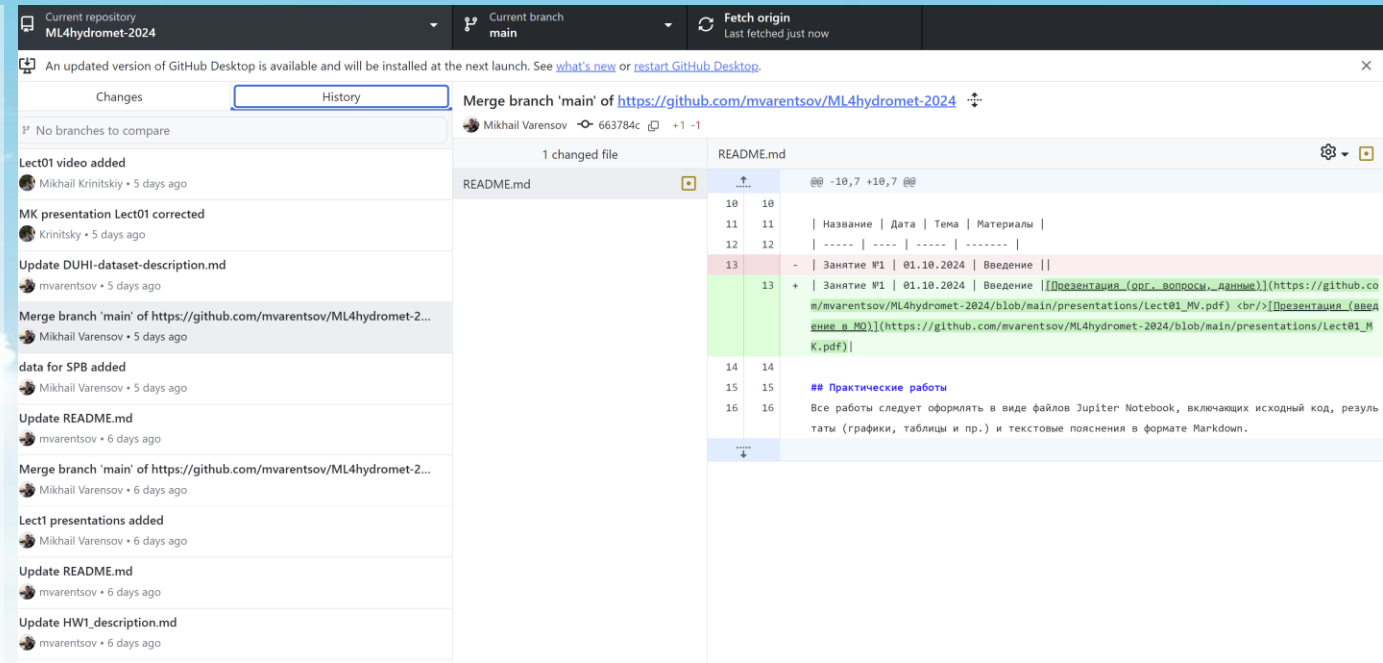 Current repository
ML4hydromet-2024
Current branch
main
Fetch origin
Last fetched just now
An updated version of GitHub Desktop is available and will be installed at the next launch. See what's new or restart GitHub Desktop.
Changes
History
No branches to compare
Lect01 video added
Mikhail Krinitskiy • 5 days ago
MK presentation Lect01 corrected
Krinitsky • 5 days ago
Update DUHI-dataset-description.md
mvarentsov • 5 days ago
Merge branch 'main' of https://github.com/mvarentsov/ML4hydromet-2...
Mikhail Varensov • 5 days ago
data for SPB added
Mikhail Varensov • 5 days ago
Update README.md
mvarentsov • 6 days ago
Merge branch 'main' of https://github.com/mvarentsov/ML4hydromet-2...
Mikhail Varensov • 6 days ago
Lect1 presentations added
Mikhail Varensov • 6 days ago
Update README.md
mvarentsov • 6 days ago
Update HW1_description.md
mvarentsov • 6 days ago
Merge branch 'main' of https://github.com/mvarentsov/ML4hydromet-2024
Mikhail Varensov 663784c +1 -1
1 changed file
README.md
README.md
@@ -10,7 +10,7 @@
10 10
11 11 | Название | Дата | Тема | Материалы |
12 12 | ----- | ---- | ----- | ------- |
13 - | Занятие №1 | 01.10.2024 | Введение ||
13 + | Занятие №1 | 01.10.2024 | Введение |[Презентация (орг. вопросы, данные)](https://github.co
m/mvarentsov/ML4hydromet-2024/blob/main/presentations/Lect01_MV.pdf) <br/>[Презентация (введ
ение в МО)](https://github.com/mvarentsov/ML4hydromet-2024/blob/main/presentations/Lect01_M
K.pdf)|
14 14
15 15 ## Практические работы
16 16 Все работы следует оформлять в виде файлов Jupiter Notebook, включающих исходный код, резуль
таты (графики, таблицы и пр.) и текстовые пояснения в формате Markdown.